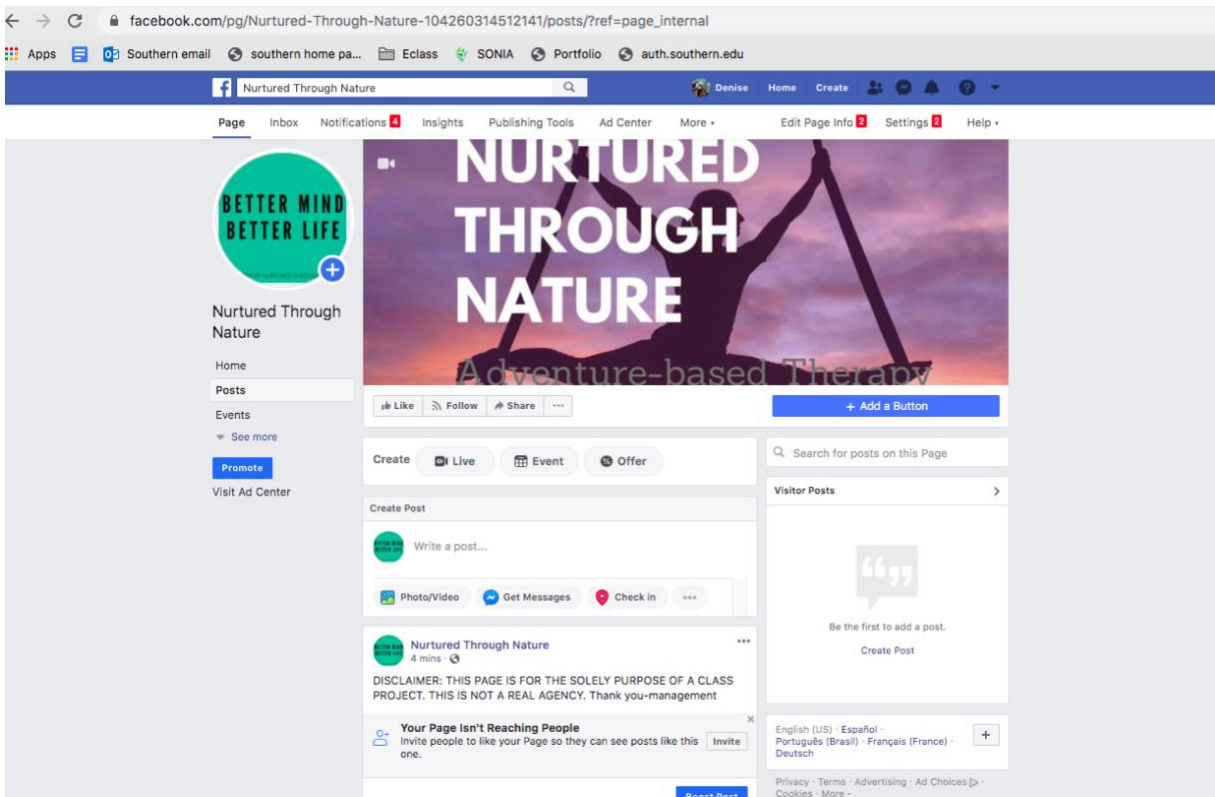 facebook.com/pg/Nurtured-Through-Nature-104260314512141/posts/?ref=page_internal
Apps Southern email southern home pa... Eclass SONIA Portfolio auth.southern.edu
Nurtured Through Nature Denise Home Create
Page Inbox Notifications 4 Insights Publishing Tools Ad Center More Edit Page Info 2 Settings 2 Help
BETTER MIND
BETTER LIFE
Nurtured Through
Nature
Home
Posts
Events
See more
Promote
Visit Ad Center
NURTURED
THROUGH
NATURE
Adventure-based Therapy
Like Follow Share ...
+ Add a Button
Create Live Event Offer
Create Post
Write a post...
Photo/Video Get Messages Check in ...
Nurtured Through Nature
4 mins ·
DISCLAIMER: THIS PAGE IS FOR THE SOLELY PURPOSE OF A CLASS
PROJECT. THIS IS NOT A REAL AGENCY. Thank you-management
Your Page Isn't Reaching People
Invite people to like your Page so they can see posts like this
one.
Invite
Boost Post
Search for posts on this Page
Visitor Posts
Be the first to add a post.
Create Post
English (US) · Español ·
Português (Brasil) · Français (France) ·
Deutsch
Privacy · Terms · Advertising · Ad Choices ·
Cookies · More